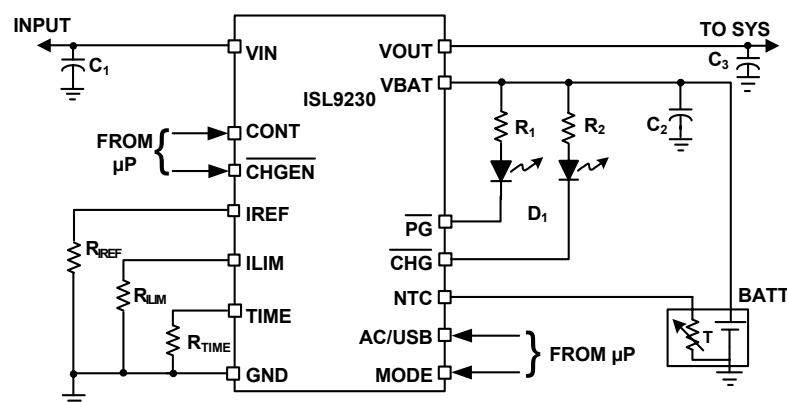 INPUT
TO SYS
C1
VIN
VOUT
C3
VBAT
ISL9230
R1
R2
C2
FROM
µP
CONT
CHGEN
IREF
PG
D1
RIREF
ILIM
CHG
RILIM
NTC
BATT
TIME
RTIME
AC/USB
T
FROM µP
GND
MODE